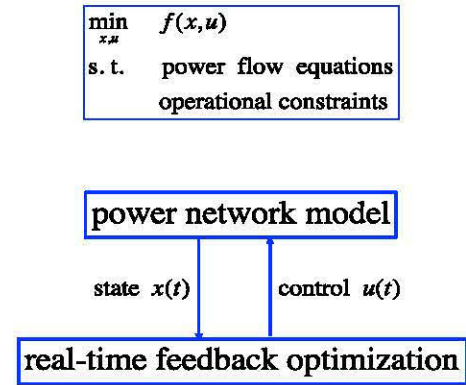 min f(x,u)
x,u
s. t. power flow equations
operational constraints
power network model
state x(t) control u(t)
real-time feedback optimization